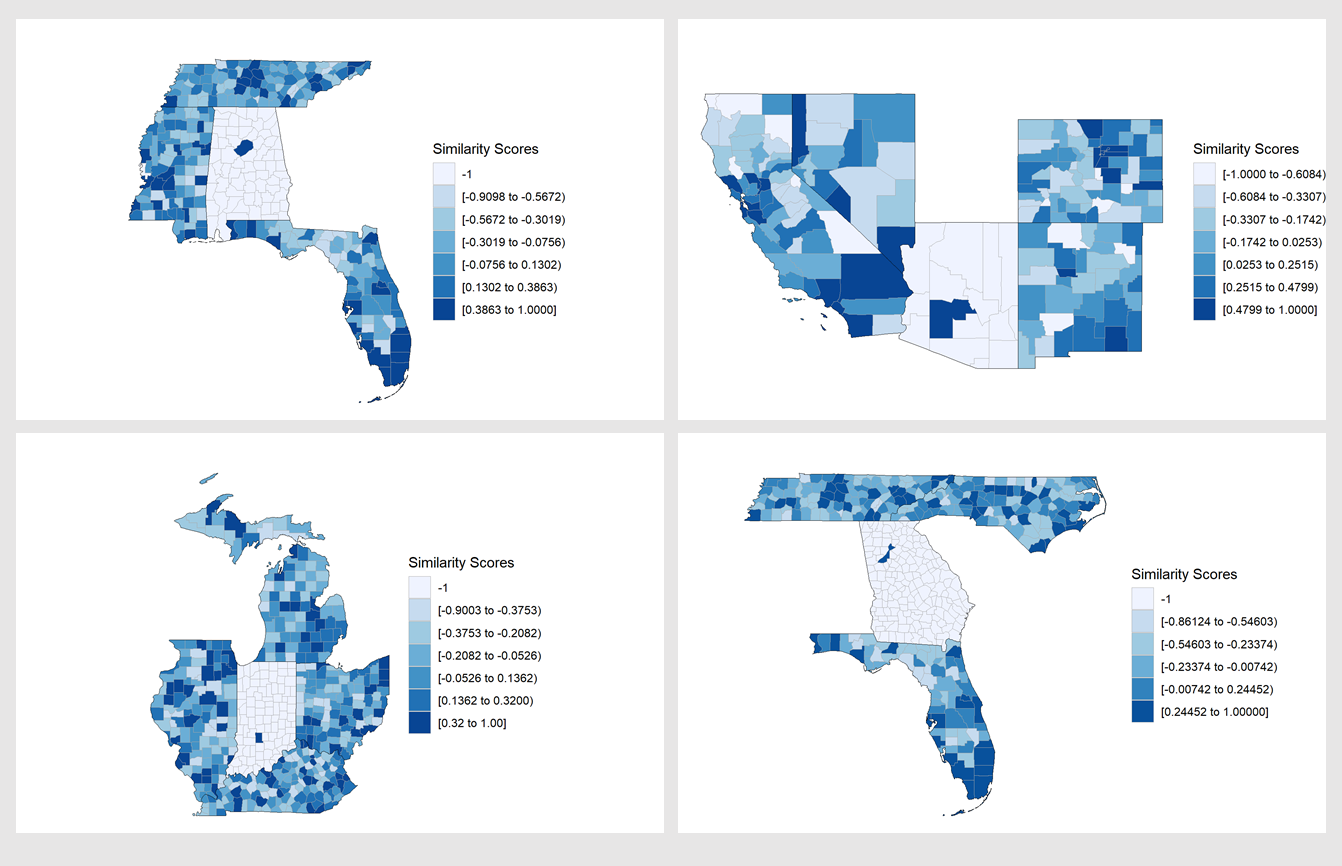 Similarity Scores
-1
[-0.9098 to -0.5672)
[-0.5672 to -0.3019)
[-0.3019 to -0.0756)
[-0.0756 to 0.1302)
[0.1302 to 0.3863)
[0.3863 to 1.0000]
Similarity Scores
[-1.0000 to -0.6084)
[-0.6084 to -0.3307)
[-0.3307 to -0.1742)
[-0.1742 to 0.0253)
[0.0253 to 0.2515)
[0.2515 to 0.4799)
[0.4799 to 1.0000]
Similarity Scores
-1
[-0.9003 to -0.3753)
[-0.3753 to -0.2082)
[-0.2082 to -0.0526)
[-0.0526 to 0.1362)
[0.1362 to 0.3200)
[0.32 to 1.00]
Similarity Scores
-1
[-0.86124 to -0.54603)
[-0.54603 to -0.23374)
[-0.23374 to -0.00742)
[-0.00742 to 0.24452)
[0.24452 to 1.00000]